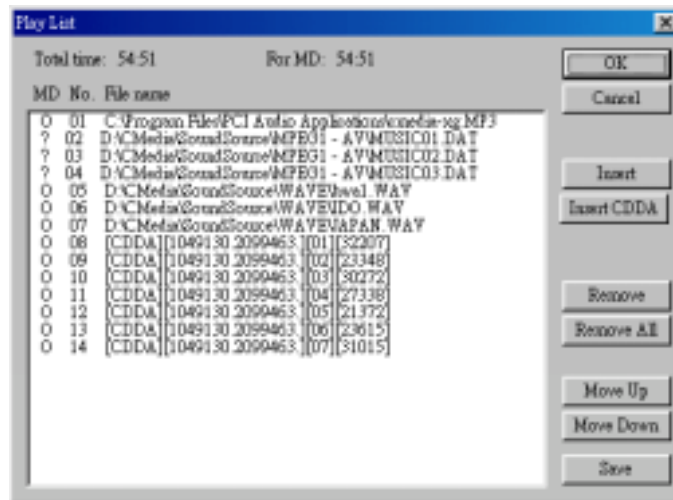 Play List
Total time: 54:51 For MD: 54:51
OK
MD No. File name
Cancel
O 01 C:\Program Files\PCI Audio Applications\cmedia-xg.MP3
? 02 D:\CMedia\SoundSource\MPEG1 - AV\MUSIC01.DAT
? 03 D:\CMedia\SoundSource\MPEG1 - AV\MUSIC02.DAT
? 04 D:\CMedia\SoundSource\MPEG1 - AV\MUSIC03.DAT
Insert
O 05 D:\CMedia\SoundSource\WAVE\
O 06 D:\CMedia\SoundSource\WAVE\IDO.WAV
Insert CDDA
O 07 D:\CMedia\SoundSource\WAVE\JAPAN.WAV
O 08 [CDDA][1049130.2099463.][01][32207]
O 09 [CDDA][1049130.2099463.][02][23348]
O 10 [CDDA][1049130.2099463.][03][30272]
O 11 [CDDA][1049130.2099463.][04][27338]
Remove
O 12 [CDDA][1049130.2099463.][05][21372]
O 13 [CDDA][1049130.2099463.][06][23615]
Remove All
O 14 [CDDA][1049130.2099463.][07][31015]
Move Up
Move Down
Save